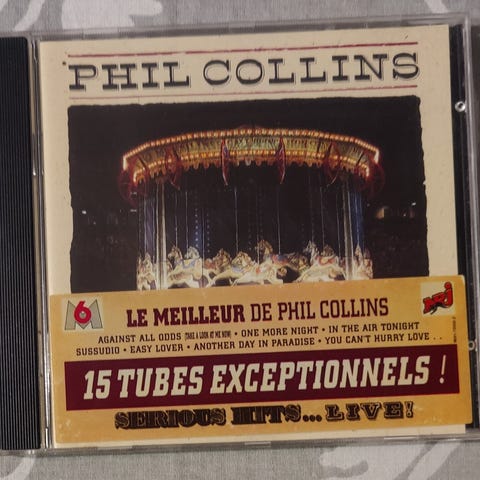 PHIL COLLINS
M6
LE MEILLEUR DE PHIL COLLINS
NRJ
AGAINST ALL ODDS (TAKE A LOOK AT ME NOW) • ONE MORE NIGHT • IN THE AIR TONIGHT
SUSSUDIO • EASY LOVER • ANOTHER DAY IN PARADISE • YOU CAN'T HURRY LOVE . .
15 TUBES EXCEPTIONNELS !
SERIOUS HITS... LIVE!